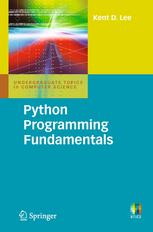 Kent D. Lee
UNDERGRADUATE TOPICS
IN COMPUTER SCIENCE
Python
Programming
Fundamentals
Springer